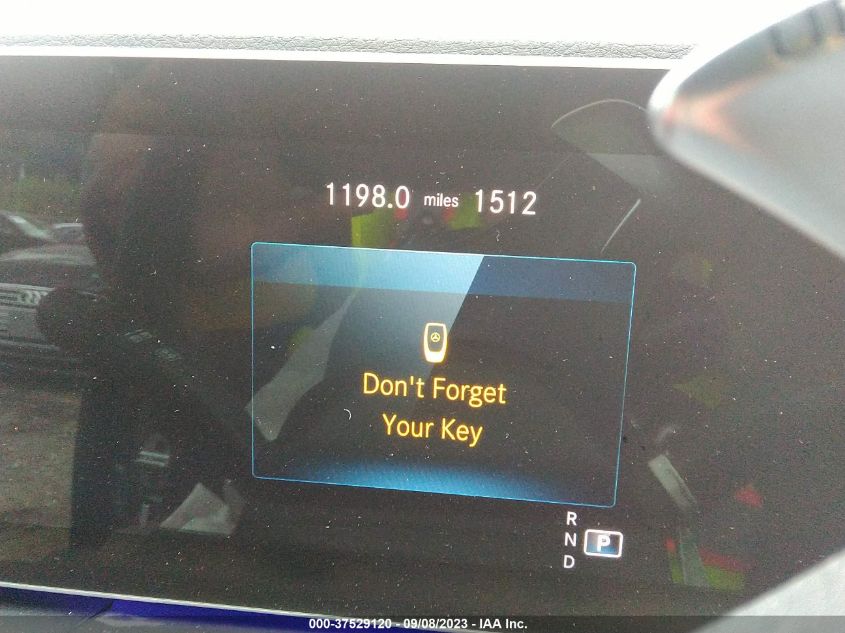 1198.0 miles 1512
Don't Forget
Your Key
R
N P
D
000-37529120 - 09/08/2023 - IAA Inc.